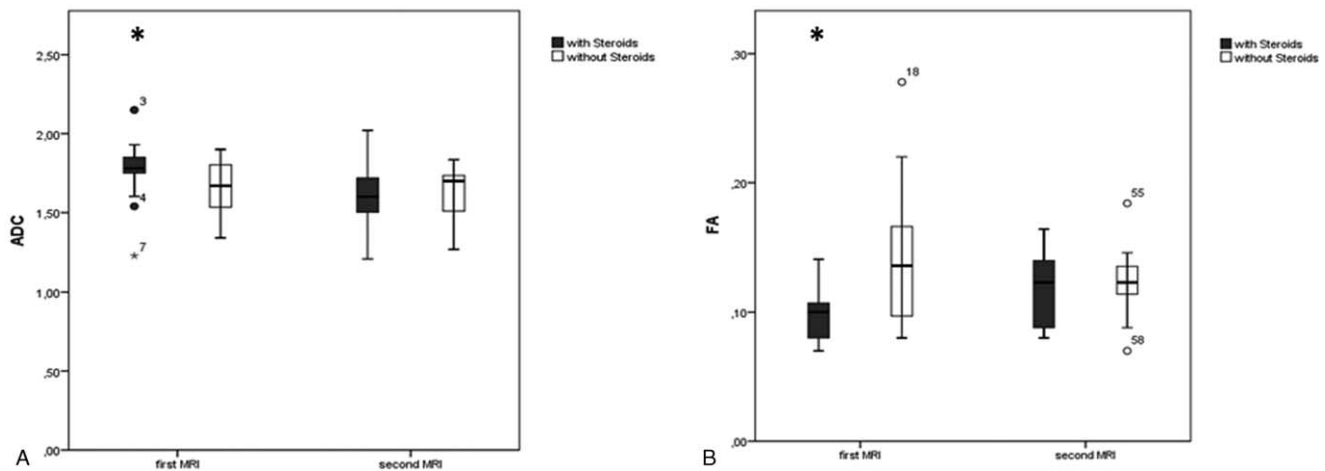 A
ADC
2,50
2,00
1,50
1,00
,50
,00
*
3
4
7
*
first MRI
second MRI
with Steroids
without Steroids
B
FA
,30
,20
,10
,00
*
18
55
58
first MRI
second MRI
with Steroids
without Steroids